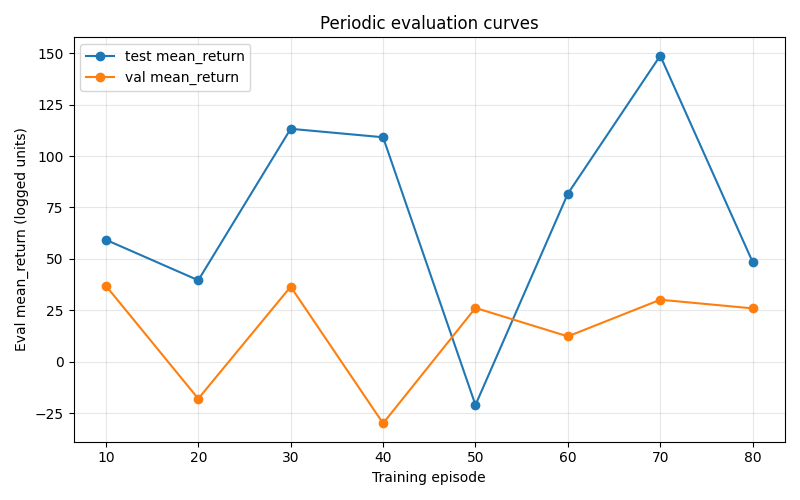 Periodic evaluation curves
test mean_return
val mean_return
Eval mean_return (logged units)
150
125
100
75
50
25
0
−25
10 20 30 40 50 60 70 80
Training episode